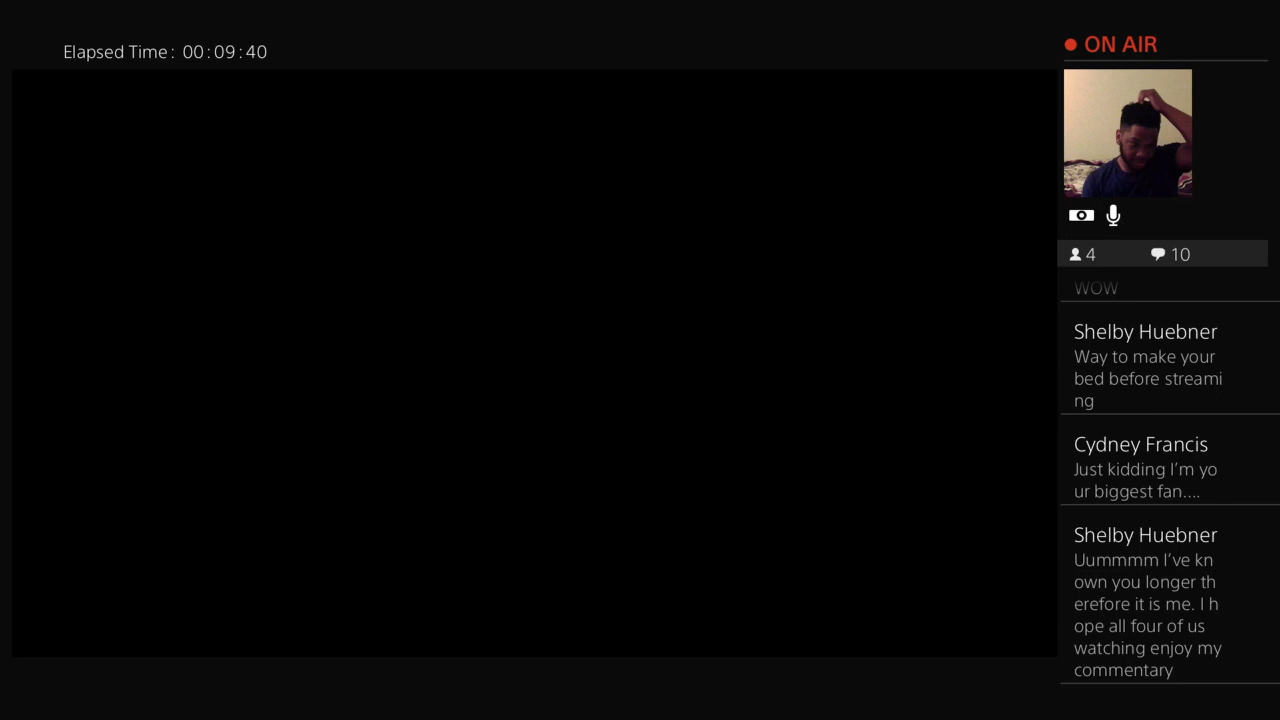 Elapsed Time: 00:09:40
ON AIR
4 10
WOW
Shelby Huebner
Way to make your
bed before streami
ng
Cydney Francis
Just kidding I'm yo
ur biggest fan....
Shelby Huebner
Uummmm I've kn
own you longer th
erefore it is me. I h
ope all four of us
watching enjoy my
commentary